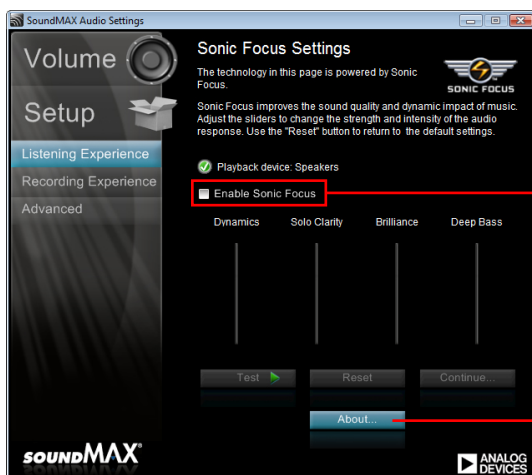 SoundMAX Audio Settings
Volume
Setup
Listening Experience
Recording Experience
Advanced
Sonic Focus Settings
The technology in this page is powered by Sonic
Focus.
SONIC FOCUS
Sonic Focus improves the sound quality and dynamic impact of music.
Adjust the sliders to change the strength and intensity of the audio
response. Use the "Reset" button to return to the default settings.
Playback device: Speakers
Enable Sonic Focus
Dynamics Solo Clarity Brilliance Deep Bass
Test Reset Continue...
About...
SOUNDMAX®
ANALOG
DEVICES